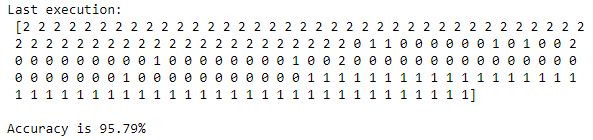 Last execution:
[2 2 2 2 2 2 2 2 2 2 2 2 2 2 2 2 2 2 2 2 2 2 2 2 2 2 2 2 2 2 2 2 2 2 2 2 2
2 2 2 2 2 2 2 2 2 2 2 2 2 2 2 2 2 2 2 2 2 2 0 1 1 0 0 0 0 0 0 1 0 1 0 0 2
0 0 0 0 0 0 0 0 0 1 0 0 0 0 0 0 0 0 1 0 0 2 0 0 0 0 0 0 0 0 0 0 0 0 0 0 0
0 0 0 0 0 0 0 1 0 0 0 0 0 0 0 0 0 0 0 1 1 1 1 1 1 1 1 1 1 1 1 1 1 1 1 1 1
1 1 1 1 1 1 1 1 1 1 1 1 1 1 1 1 1 1 1 1 1 1 1 1 1 1 1 1 1 1]
Accuracy is 95.79%